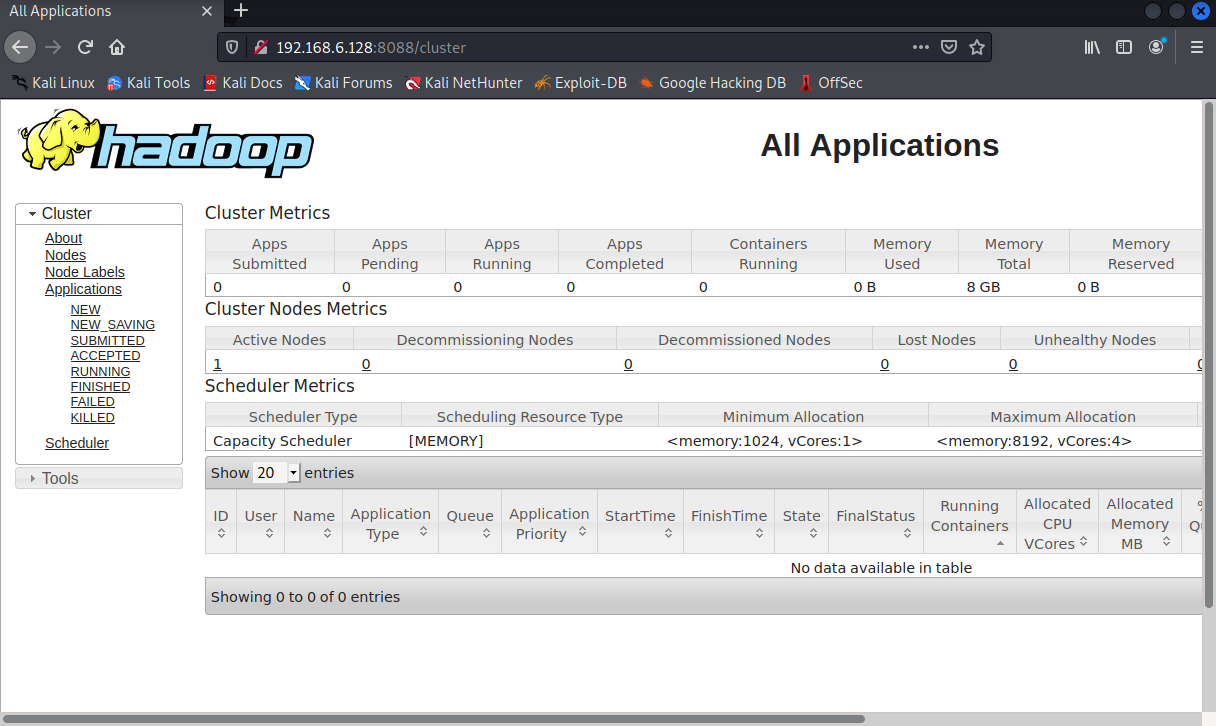 All Applications
192.168.6.128:8088/cluster
Kali Linux Kali Tools Kali Docs Kali Forums Kali NetHunter Exploit-DB Google Hacking DB OffSec
hadoop
All Applications
Cluster
About
Nodes
Node Labels
Applications
NEW
NEW_SAVING
SUBMITTED
ACCEPTED
RUNNING
FINISHED
FAILED
KILLED
Scheduler
Tools
Cluster Metrics
Apps Submitted Apps Pending Apps Running Apps Completed Containers Running Memory Used Memory Total Memory Reserved
0 0 0 0 0 0 B 8 GB 0 B
Cluster Nodes Metrics
Active Nodes Decommissioning Nodes Decommissioned Nodes Lost Nodes Unhealthy Nodes
1 0 0 0 0 0
Scheduler Metrics
Scheduler Type Scheduling Resource Type Minimum Allocation Maximum Allocation
Capacity Scheduler [MEMORY] <memory:1024, vCores:1> <memory:8192, vCores:4>
Show 20 entries
ID User Name Application Type Queue Application Priority StartTime FinishTime State FinalStatus Running Containers Allocated CPU VCores Allocated Memory MB
No data available in table
Showing 0 to 0 of 0 entries